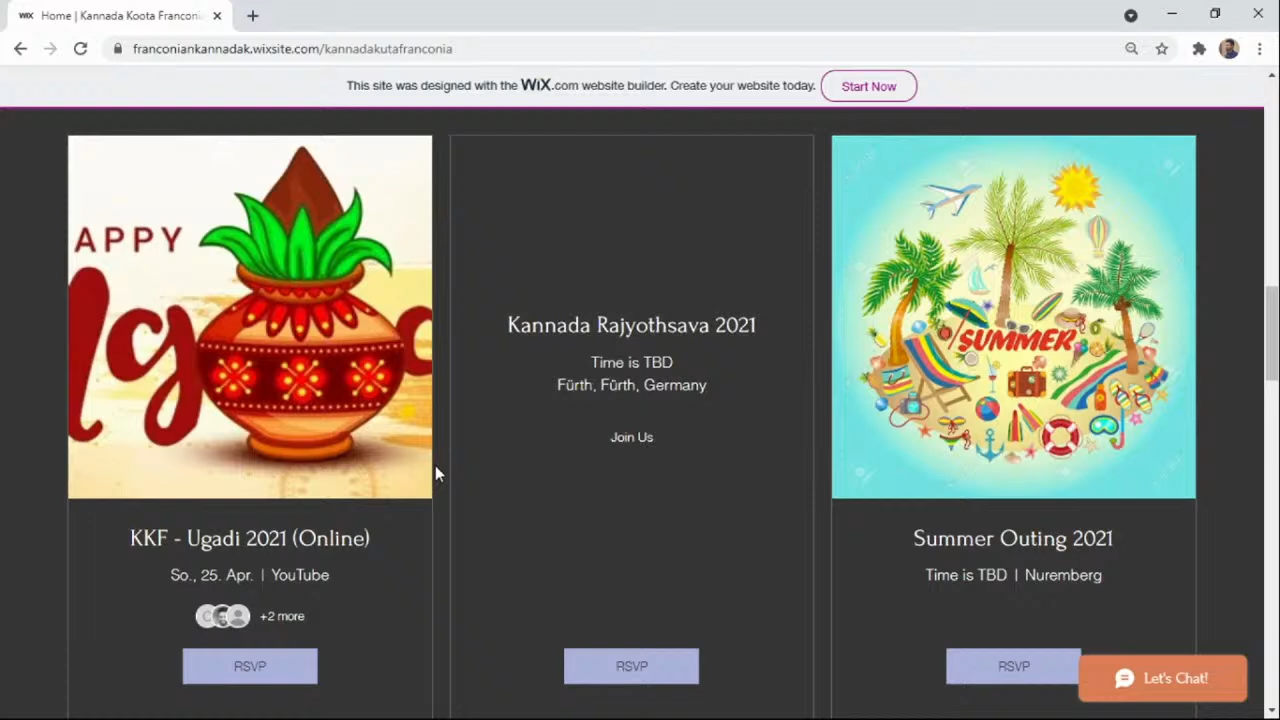 WiX Home | Kannada Koota Franconi
franconiankannadak.wixsite.com/kannadakutafranconia
This site was designed with the WiX.com website builder. Create your website today. Start Now
APPY
Ug
SUMMER
Kannada Rajyothsava 2021
Time is TBD
Fürth, Fürth, Germany
Join Us
KKF - Ugadi 2021 (Online)
So., 25. Apr. | YouTube
+2 more
Summer Outing 2021
Time is TBD | Nuremberg
RSVP
RSVP
RSVP
Let's Chat!